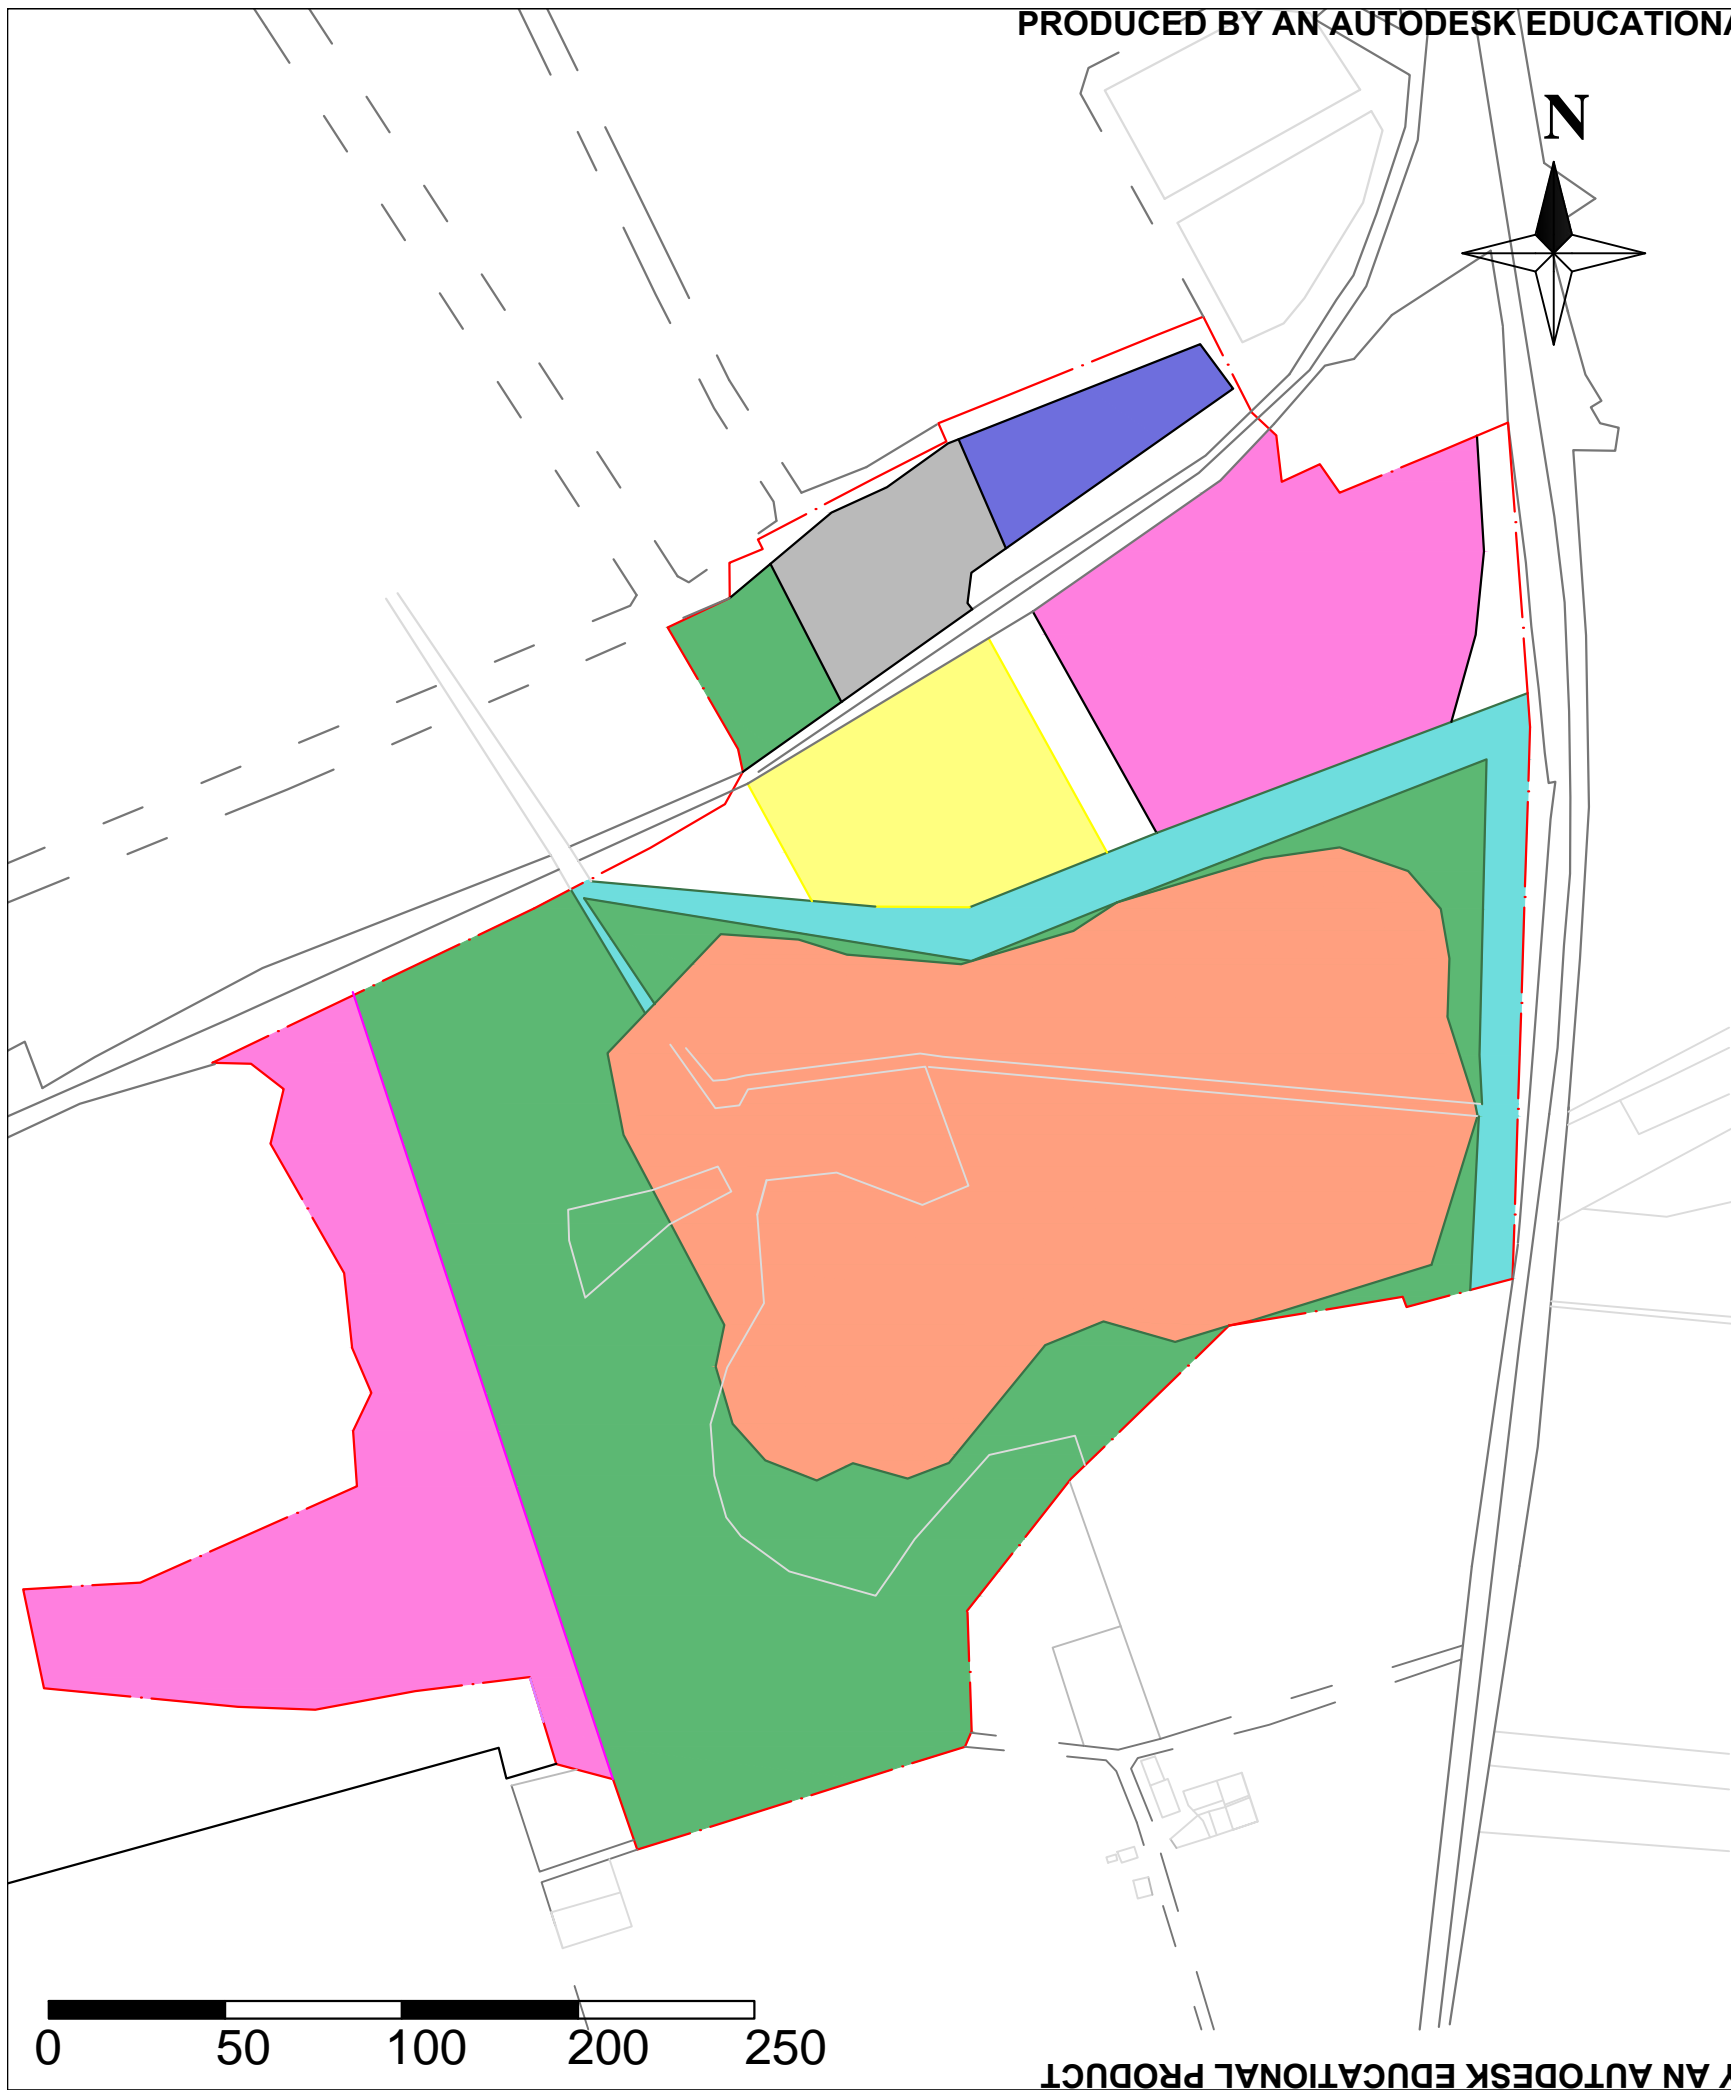 PRODUCED BY AN AUTODESK EDUCATIONA
N
0 50 100 200 250
AN AUTODESK EDUCATIONAL PRODUCT